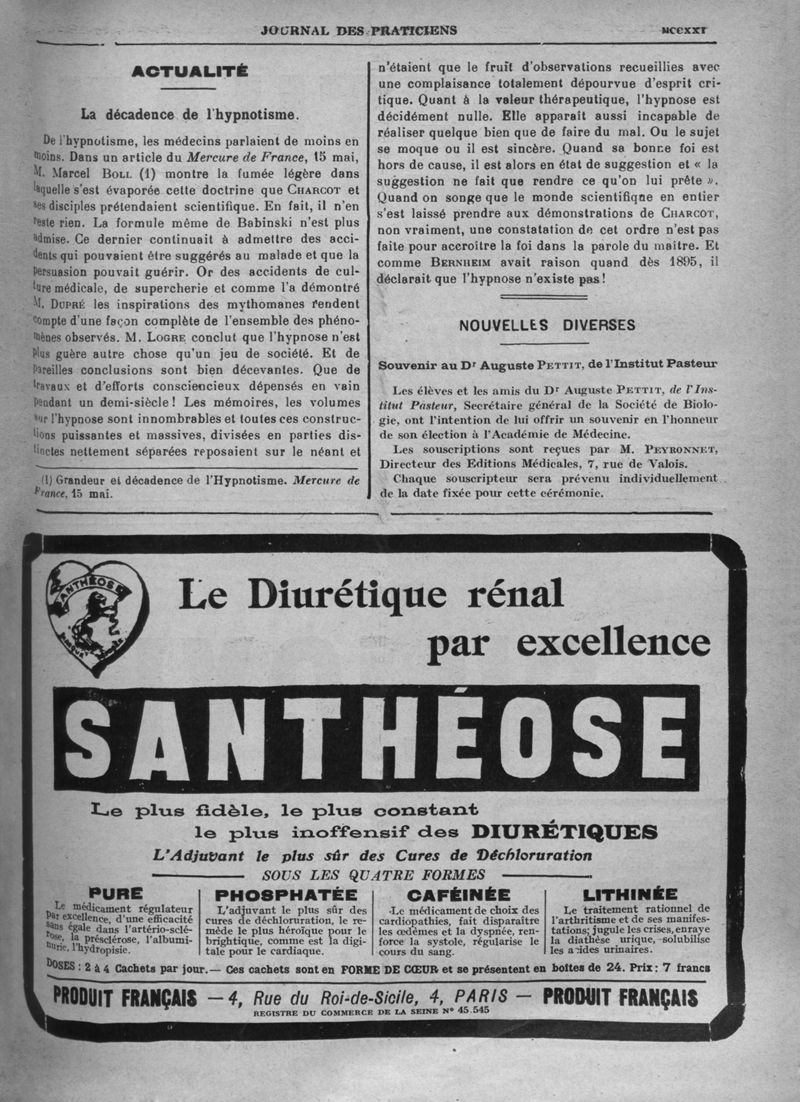 JOURNAL DES PRATICIENS
MCCXXI
ACTUALITÉ
La décadence de l'hypnotisme.
De l'hypnotisme, les médecins parlaient de moins en
moins. Dans un article du Mercure de France, 15 mai,
M. Marcel BOLL (1) montre la fumée légère dans
laquelle s'est évaporée cette doctrine que CHARCOT et
ses disciples prétendaient scientifique. En fait, il n'en
reste rien. La formule même de Babinski n'est plus
admise. Ce dernier continuait à admettre des acci-
dents qui pouvaient être suggérés au malade et que la
persuasion pouvait guérir. Or des accidents de cul-
ture médicale, de supercherie et comme l'a démontré
M. DUPRÉ les inspirations des mythomanes rendent
compte d'une façon complète de l'ensemble des phéno-
mènes observés. M. LOGRE conclut que l'hypnose n'est
plus guère autre chose qu'un jeu de société. Et de
pareilles conclusions sont bien décevantes. Que de
travaux et d'efforts consciencieux dépensés en vain
pendant un demi-siècle ! Les mémoires, les volumes
sur l'hypnose sont innombrables et toutes ces construc-
tions puissantes et massives, divisées en parties dis-
tinctes nettement séparées reposaient sur le néant et
(1) Grandeur et décadence de l'Hypnotisme. Mercure de
France, 15 mai.
n'étaient que le fruit d'observations recueillies avec
une complaisance totalement dépourvue d'esprit cri-
tique. Quant à la valeur thérapeutique, l'hypnose est
décidément nulle. Elle apparaît aussi incapable de
réaliser quelque bien que de faire du mal. Ou le sujet
se moque ou il est sincère. Quand sa bonne foi est
hors de cause, il est alors en état de suggestion et « la
suggestion ne fait que rendre ce qu'on lui prête ».
Quand on songe que le monde scientifique en entier
s'est laissé prendre aux démonstrations de CHARCOT,
non vraiment, une constatation de cet ordre n'est pas
faite pour accroître la foi dans la parole du maître. Et
comme BERNHEIM avait raison quand dès 1895, il
déclarait que l'hypnose n'existe pas !
NOUVELLES DIVERSES
Souvenir au Dr Auguste PETTIT, de l'Institut Pasteur
Les élèves et les amis du Dr Auguste PETTIT, de l'Ins-
titut Pasteur, Secrétaire général de la Société de Biolo-
gie, ont l'intention de lui offrir un souvenir en l'honneur
de son élection à l'Académie de Médecine.
Les souscriptions sont reçues par M. PEYRONNET,
Directeur des Editions Médicales, 7, rue de Valois.
Chaque souscripteur sera prévenu individuellement
de la date fixée pour cette cérémonie.
SANTHÉOSE
Le Diurétique rénal
par excellence
SANTHÉOSE
Le plus fidèle, le plus constant
le plus inoffensif des DIURÉTIQUES
L'Adjuvant le plus sûr des Cures de Déchloruration
SOUS LES QUATRE FORMES
PURE
Le médicament régulateur
par excellence, d'une efficacité
sans égale dans l'artério-sclé-
rose, la présclérose, l'albumi-
nurie, l'hydropisie.
PHOSPHATÉE
L'adjuvant le plus sûr des
cures de déchloruration, le re-
mède le plus héroïque pour le
brightique, comme est la digi-
tale pour le cardiaque.
CAFÉINÉE
Le médicament de choix des
cardiopathies, fait disparaître
les œdèmes et la dyspnée, ren-
force la systole, régularise le
cours du sang.
LITHINÉE
Le traitement rationnel de
l'arthritisme et de ses manifes-
tations; jugule les crises, enraye
la diathèse urique, solubilise
les acides urinaires.
DOSES : 2 à 4 Cachets par jour. — Ces cachets sont en FORME DE CŒUR et se présentent en boîtes de 24. Prix : 7 francs
PRODUIT FRANÇAIS — 4, Rue du Roi-de-Sicile, 4, PARIS — PRODUIT FRANÇAIS
REGISTRE DU COMMERCE DE LA SEINE N° 45.545